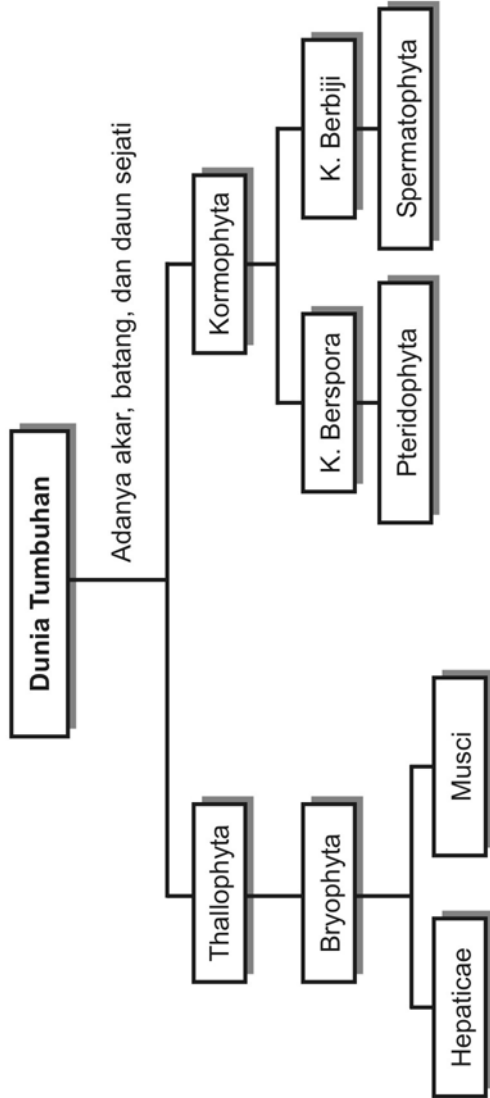 Dunia Tumbuhan
Adanya akar, batang, dan daun sejati
Thallophyta
Kormophyta
Bryophyta
K. Berspora
K. Berbiji
Pteridophyta
Spermatophyta
Hepaticae
Musci